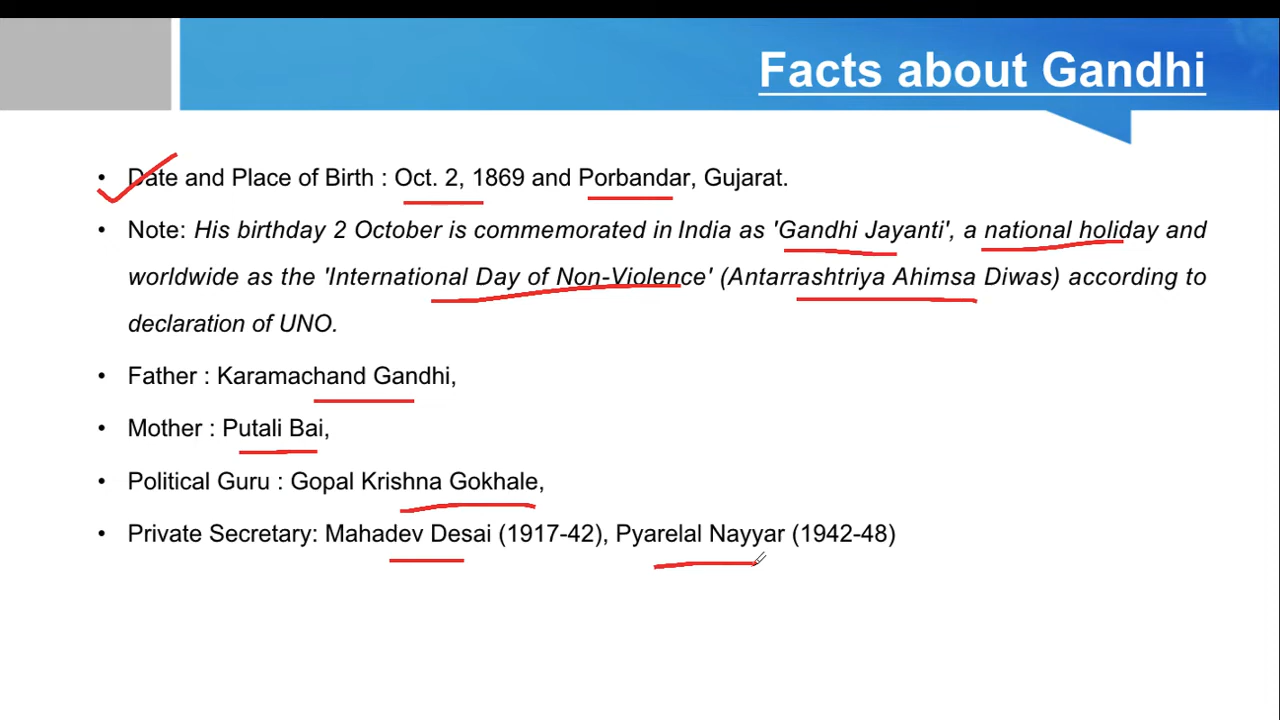 Facts about Gandhi
• Date and Place of Birth : Oct. 2, 1869 and Porbandar, Gujarat.
• Note: His birthday 2 October is commemorated in India as 'Gandhi Jayanti', a national holiday and
worldwide as the 'International Day of Non-Violence' (Antarrashtriya Ahimsa Diwas) according to
declaration of UNO.
• Father : Karamachand Gandhi,
• Mother : Putali Bai,
• Political Guru : Gopal Krishna Gokhale,
• Private Secretary: Mahadev Desai (1917-42), Pyarelal Nayyar (1942-48)